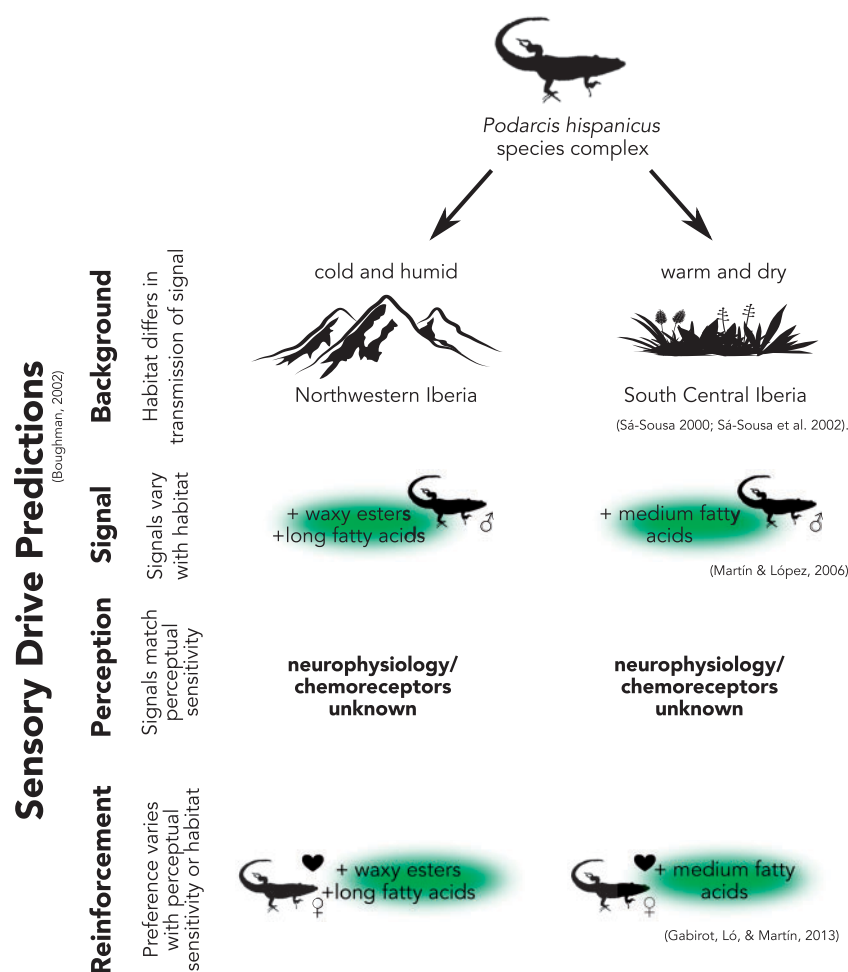 Podarcis hispanicus
species complex
Sensory Drive Predictions
(Boughman, 2002)
Background
Habitat differs in
transmission of signal
cold and humid
Northwestern Iberia
warm and dry
South Central Iberia
(Sá-Sousa 2000; Sá-Sousa et al. 2002).
Signal
Signals vary
with habitat
+ waxy esters
+long fatty acids
♂
+ medium fatty
acids
♂
(Martín & López, 2006)
Perception
Signals match
perceptual
sensitivity
neurophysiology/
chemoreceptors
unknown
neurophysiology/
chemoreceptors
unknown
Reinforcement
Preference varies
with perceptual
sensitivity or habitat
+ waxy esters
+long fatty acids
♀
+ medium fatty
acids
♀
(Gabirot, Ló, & Martín, 2013)